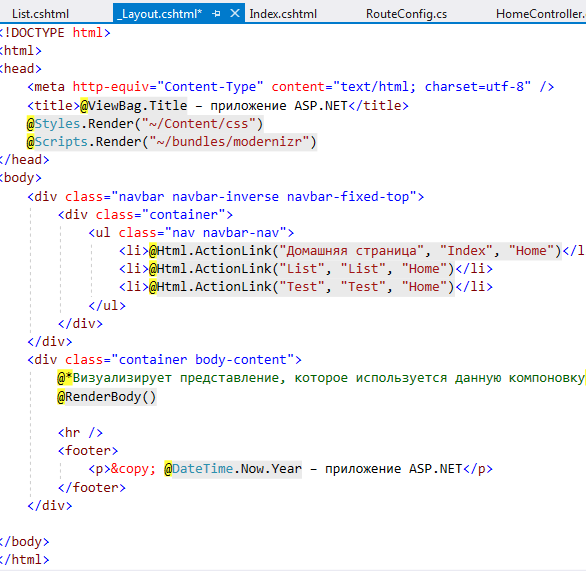 List.cshtml _Layout.cshtml* Index.cshtml RouteConfig.cs HomeController.
<!DOCTYPE html>
<html>
<head>
<meta http-equiv="Content-Type" content="text/html; charset=utf-8" />
<title>@ViewBag.Title – приложение ASP.NET</title>
@Styles.Render("~/Content/css")
@Scripts.Render("~/bundles/modernizr")
</head>
<body>
<div class="navbar navbar-inverse navbar-fixed-top">
<div class="container">
<ul class="nav navbar-nav">
<li>@Html.ActionLink("Домашняя страница", "Index", "Home")</l
<li>@Html.ActionLink("List", "List", "Home")</li>
<li>@Html.ActionLink("Test", "Test", "Home")</li>
</ul>
</div>
</div>
<div class="container body-content">
@*Визуализирует представление, которое используется данную компоновку
@RenderBody()
<hr />
<footer>
<p>&copy; @DateTime.Now.Year – приложение ASP.NET</p>
</footer>
</div>
</body>
</html>